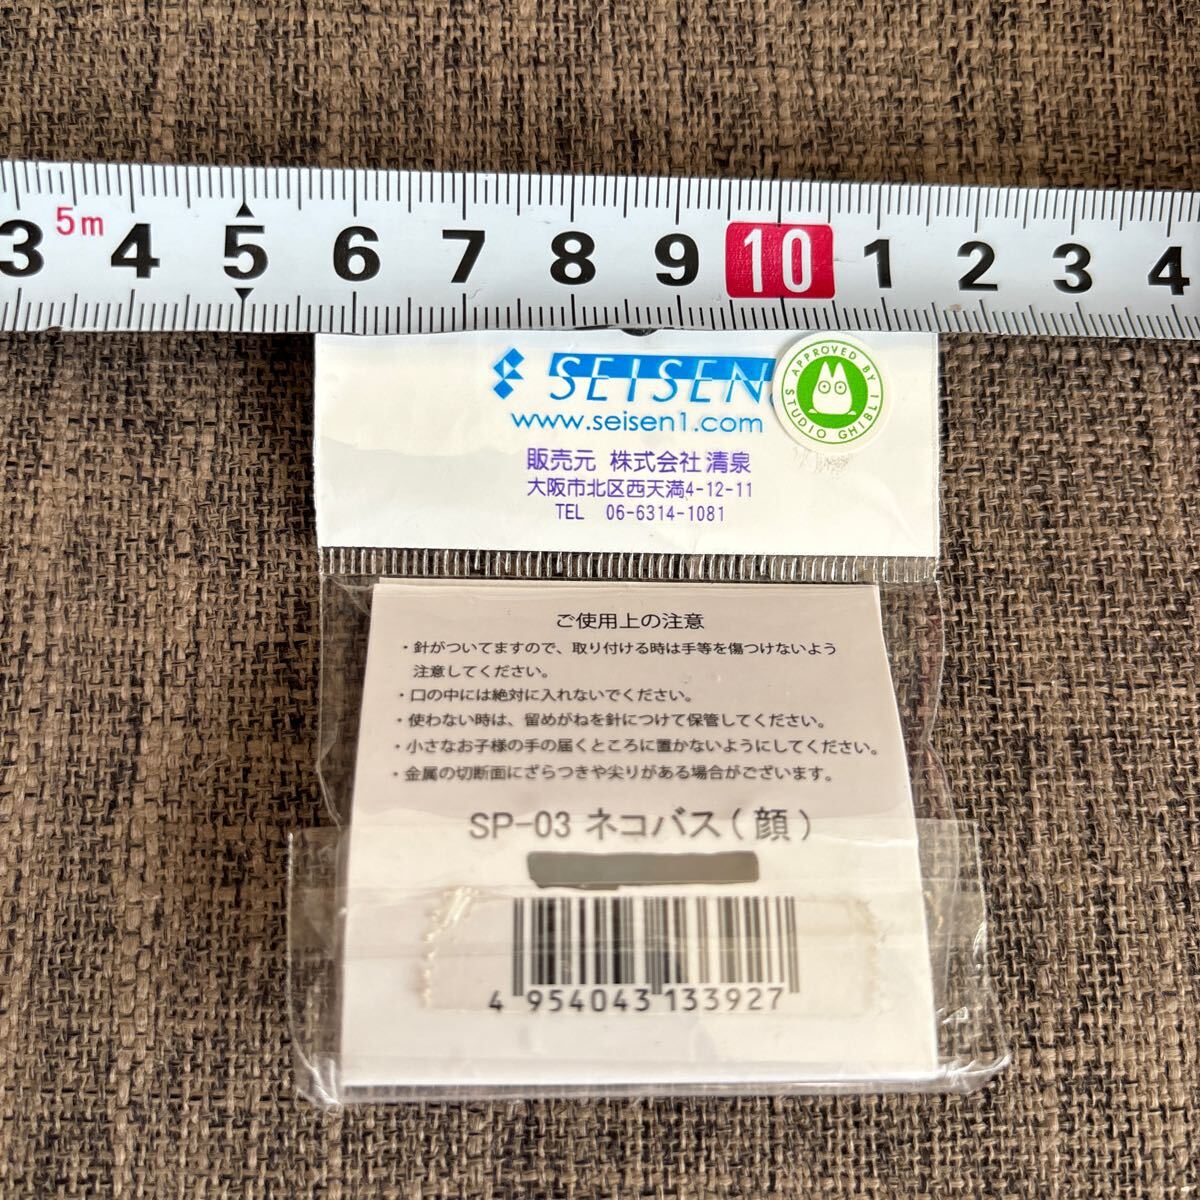 3 5m 4 5 6 7 8 9 10 1 2 3 4
SEISEN
APPROVED BY STUDIO GHIBLI
www.seisen1.com
販売元 株式会社 清泉
大阪市北区西天満4-12-11
TEL 06-6314-1081
ご使用上の注意
・針がついてますので、取り付ける時は手等を傷つけないよう
注意してください。
・口の中には絶対に入れないでください。
・使わない時は、留めがねを針につけて保管してください。
・小さなお子様の手の届くところに置かないようにしてください。
・金属の切断面にざらつきや尖りがある場合がございます。
SP-03 ネコバス(顔)
4 954043 133927